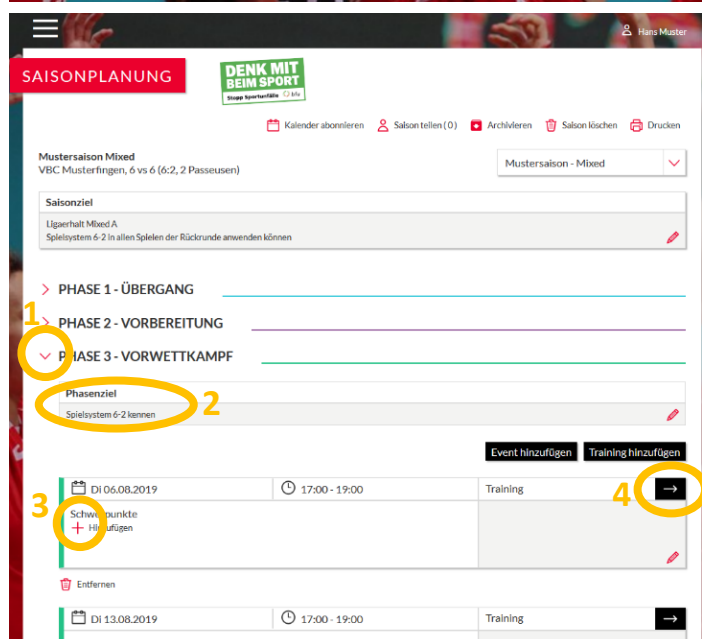 Hans Muster
SAISONPLANUNG
DENK MIT
BEIM SPORT
Stopp Sportunfälle bfu
Kalender abonnieren Saison teilen ( 0 ) Archivieren Saison löschen Drucken
Mustersaison Mixed
VBC Musterfingen, 6 vs 6 (6:2, 2 Passeusen)
Mustersaison - Mixed
Saisonziel
Ligaerhalt Mixed A
Spielsystem 6-2 in allen Spielen der Rückrunde anwenden können
PHASE 1 - ÜBERGANG
1
PHASE 2 - VORBEREITUNG
PHASE 3 - VORWETTKAMPF
Phasenziel
2
Spielsystem 6-2 kennen
Event hinzufügen Training hinzufügen
Di 06.08.2019 17:00 - 19:00 Training → 4
3
Schwerpunkte
+ Hinzufügen
Entfernen
Di 13.08.2019 17:00 - 19:00 Training →